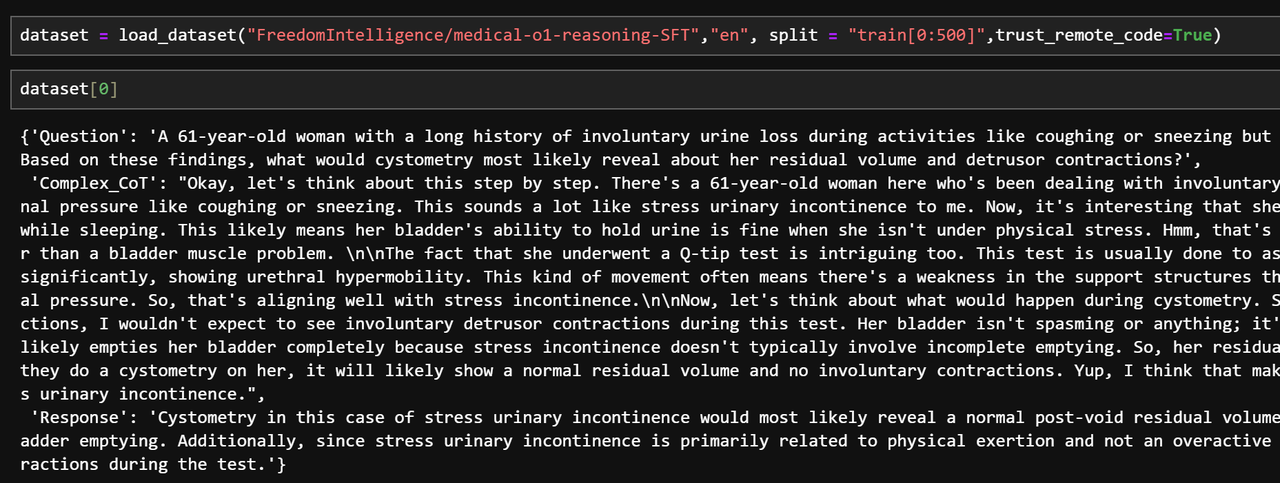 dataset = load_dataset("FreedomIntelligence/medical-o1-reasoning-SFT","en", split = "train[0:500]",trust_remote_code=True)
dataset[0]
{'Question': 'A 61-year-old woman with a long history of involuntary urine loss during activities like coughing or sneezing but
Based on these findings, what would cystometry most likely reveal about her residual volume and detrusor contractions?',
'Complex_CoT': "Okay, let's think about this step by step. There's a 61-year-old woman here who's been dealing with involuntary
nal pressure like coughing or sneezing. This sounds a lot like stress urinary incontinence to me. Now, it's interesting that she
while sleeping. This likely means her bladder's ability to hold urine is fine when she isn't under physical stress. Hmm, that's
r than a bladder muscle problem. \n\nThe fact that she underwent a Q-tip test is intriguing too. This test is usually done to as
significantly, showing urethral hypermobility. This kind of movement often means there's a weakness in the support structures th
al pressure. So, that's aligning well with stress incontinence.\n\nNow, let's think about what would happen during cystometry. S
ctions, I wouldn't expect to see involuntary detrusor contractions during this test. Her bladder isn't spasming or anything; it'
likely empties her bladder completely because stress incontinence doesn't typically involve incomplete emptying. So, her residua
they do a cystometry on her, it will likely show a normal residual volume and no involuntary contractions. Yup, I think that mak
s urinary incontinence.",
'Response': 'Cystometry in this case of stress urinary incontinence would most likely reveal a normal post-void residual volume
adder emptying. Additionally, since stress urinary incontinence is primarily related to physical exertion and not an overactive
ractions during the test.'}